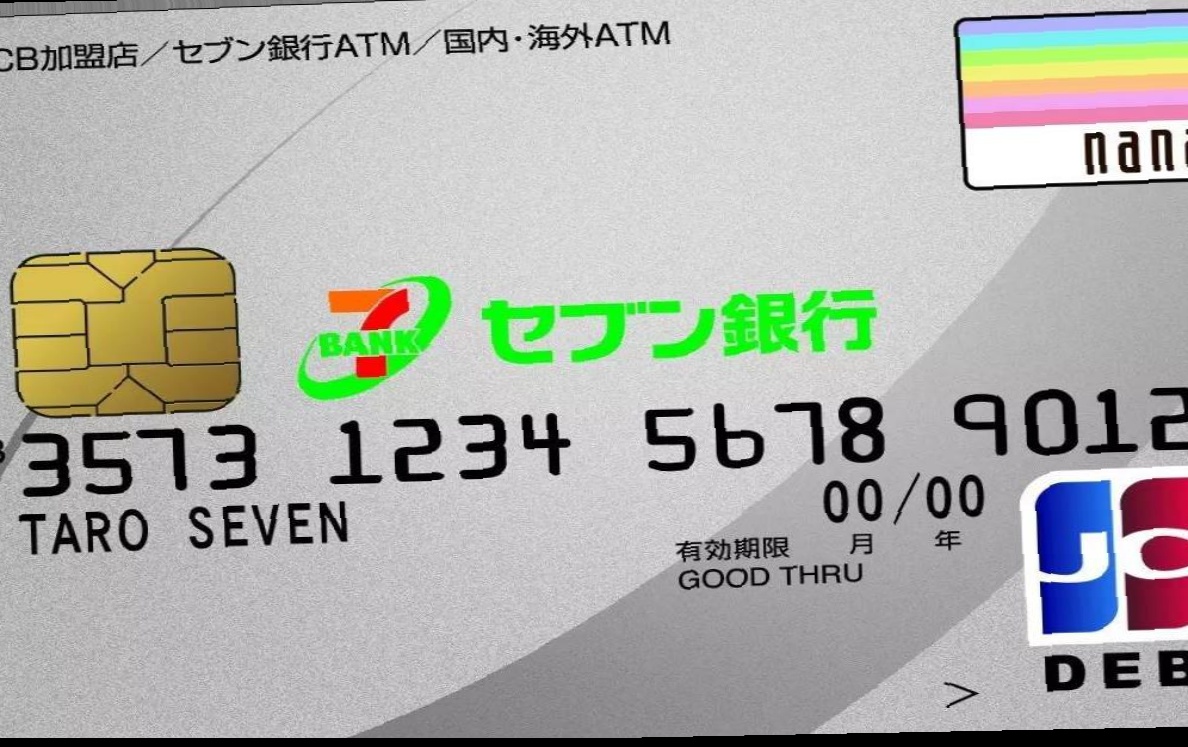 CB加盟店／セブン銀行ATM／国内・海外ATM
nana
BANK
セブン銀行
3573 1234 5678 9012
TARO SEVEN
00/00
有効期限 月 年
GOOD THRU
JC
DEB
>